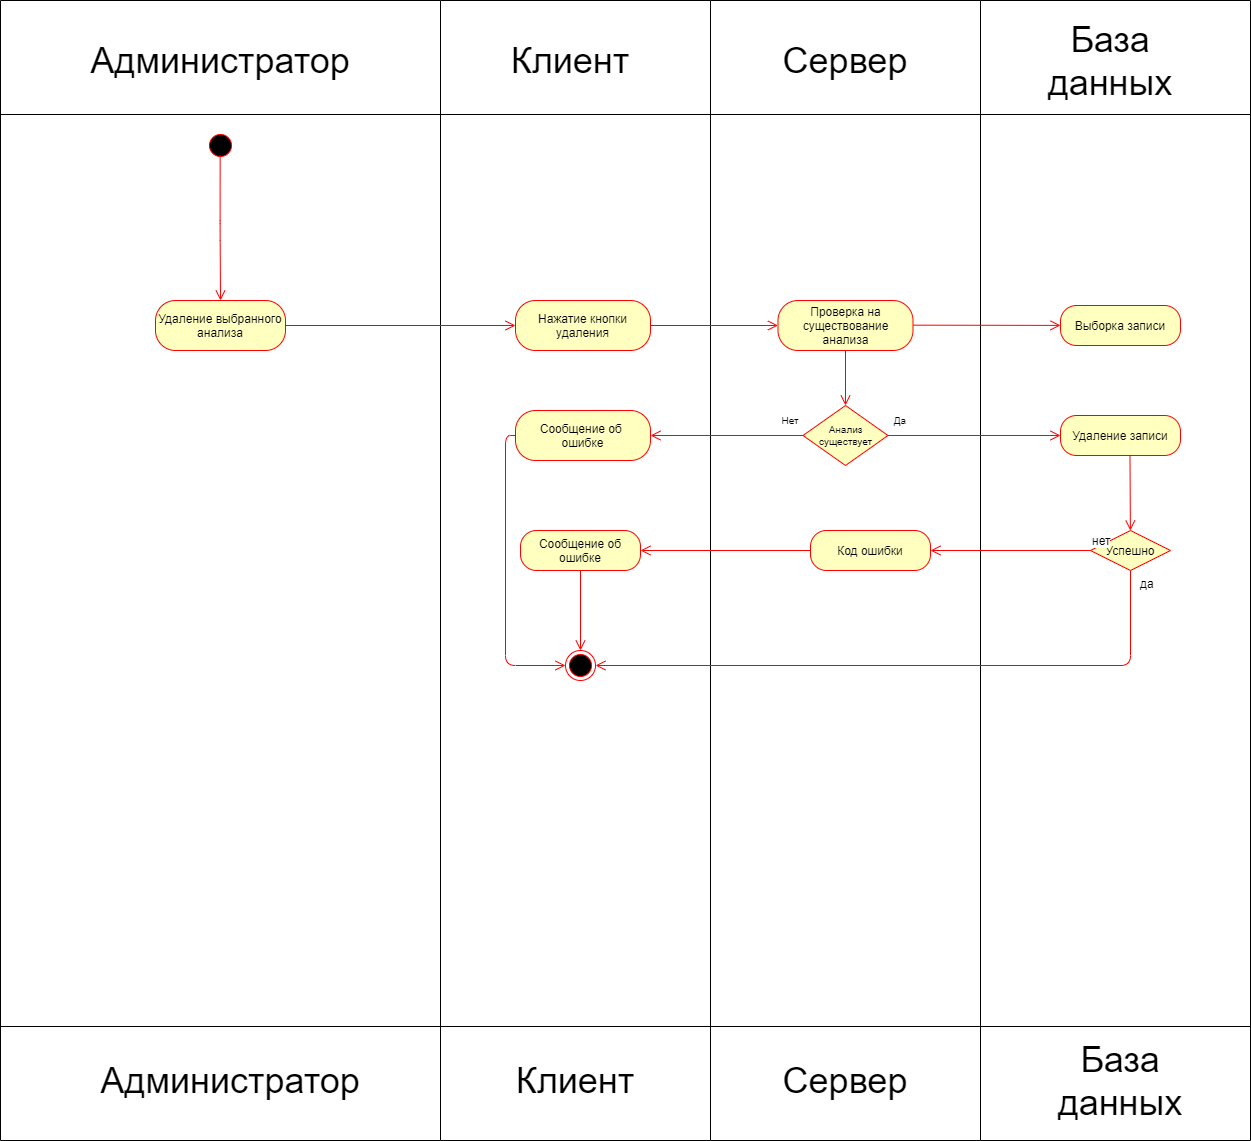 Администратор
Клиент
Сервер
База
данных
Удаление выбранного
анализа
Нажатие кнопки
удаления
Проверка на
существование
анализа
Выборка записи
Сообщение об
ошибке
Нет
Анализ
существует
Да
Удаление записи
Сообщение об
ошибке
Код ошибки
нет
Успешно
да
Администратор
Клиент
Сервер
База
данных